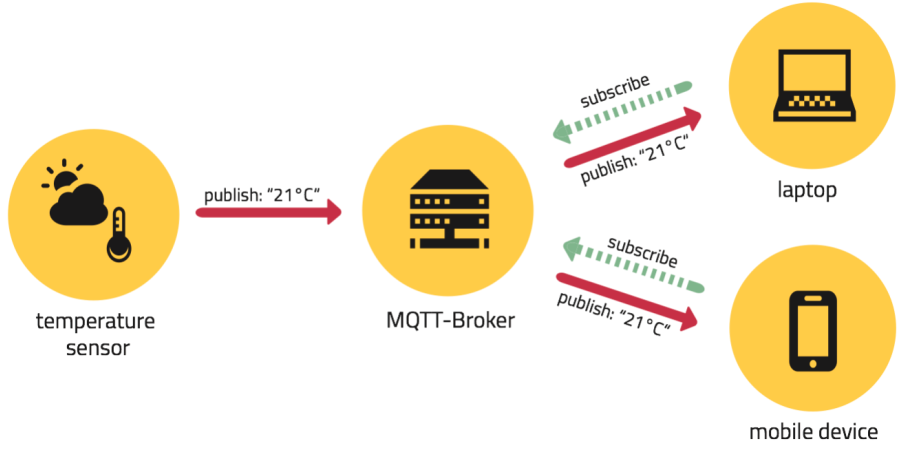 publish: “21°C“
temperature
sensor
MQTT-Broker
subscribe
publish: “21°C“
laptop
subscribe
publish: “21°C“
mobile device